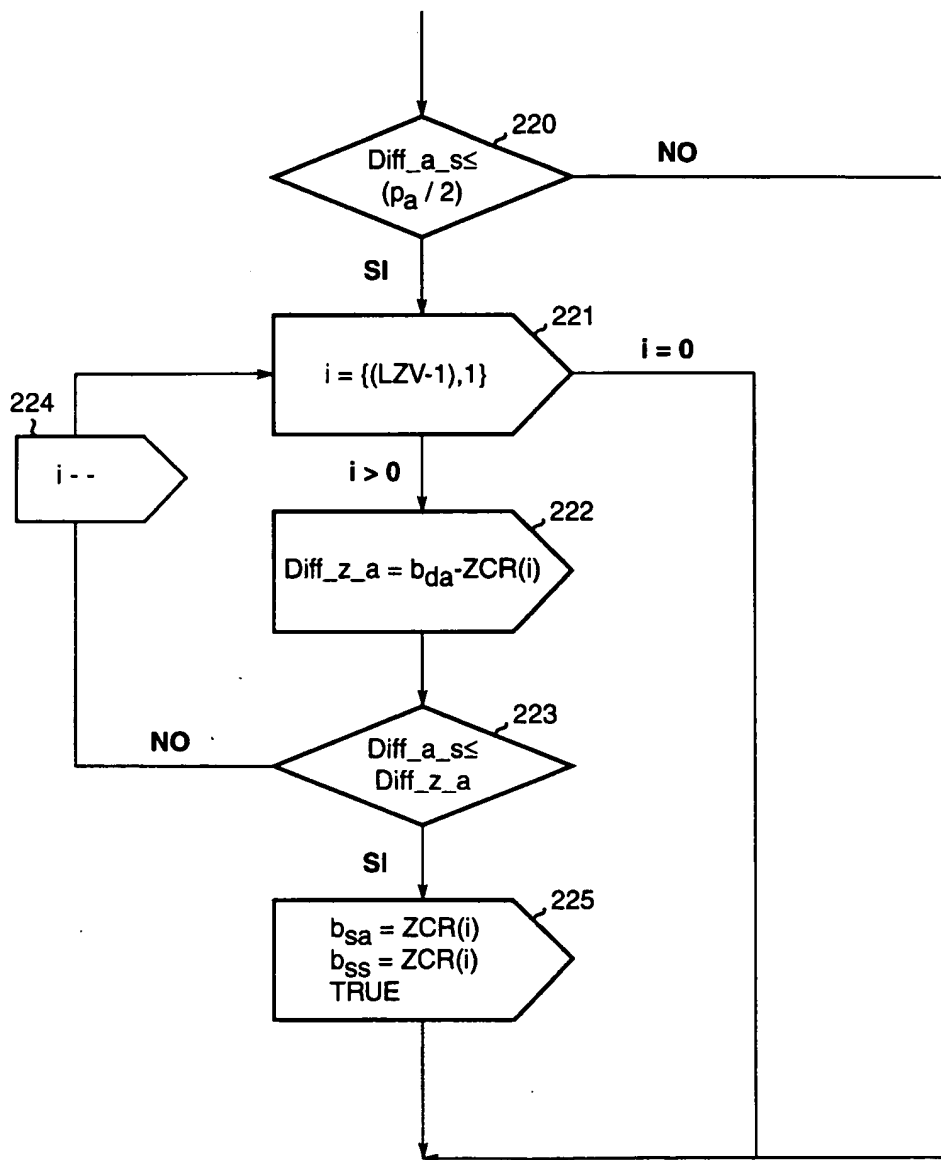 220
Diff_a_s≤
(pa / 2)
NO
SI
221
i = {(LZV-1),1}
i = 0
224
i - -
i > 0
222
Diff_z_a = bda-ZCR(i)
223
Diff_a_s≤
Diff_z_a
NO
SI
225
bsa = ZCR(i)
bss = ZCR(i)
TRUE